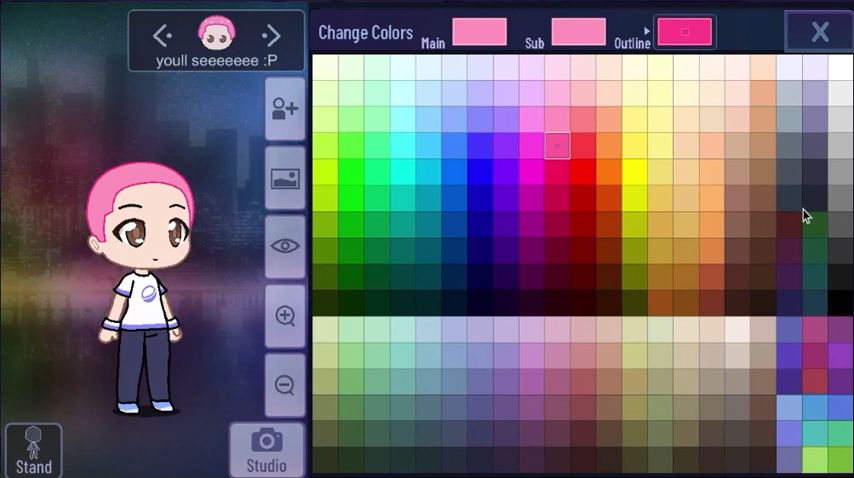 youll seeeeeee :P
Change Colors
Main
Sub
Outline
X
Stand
Studio